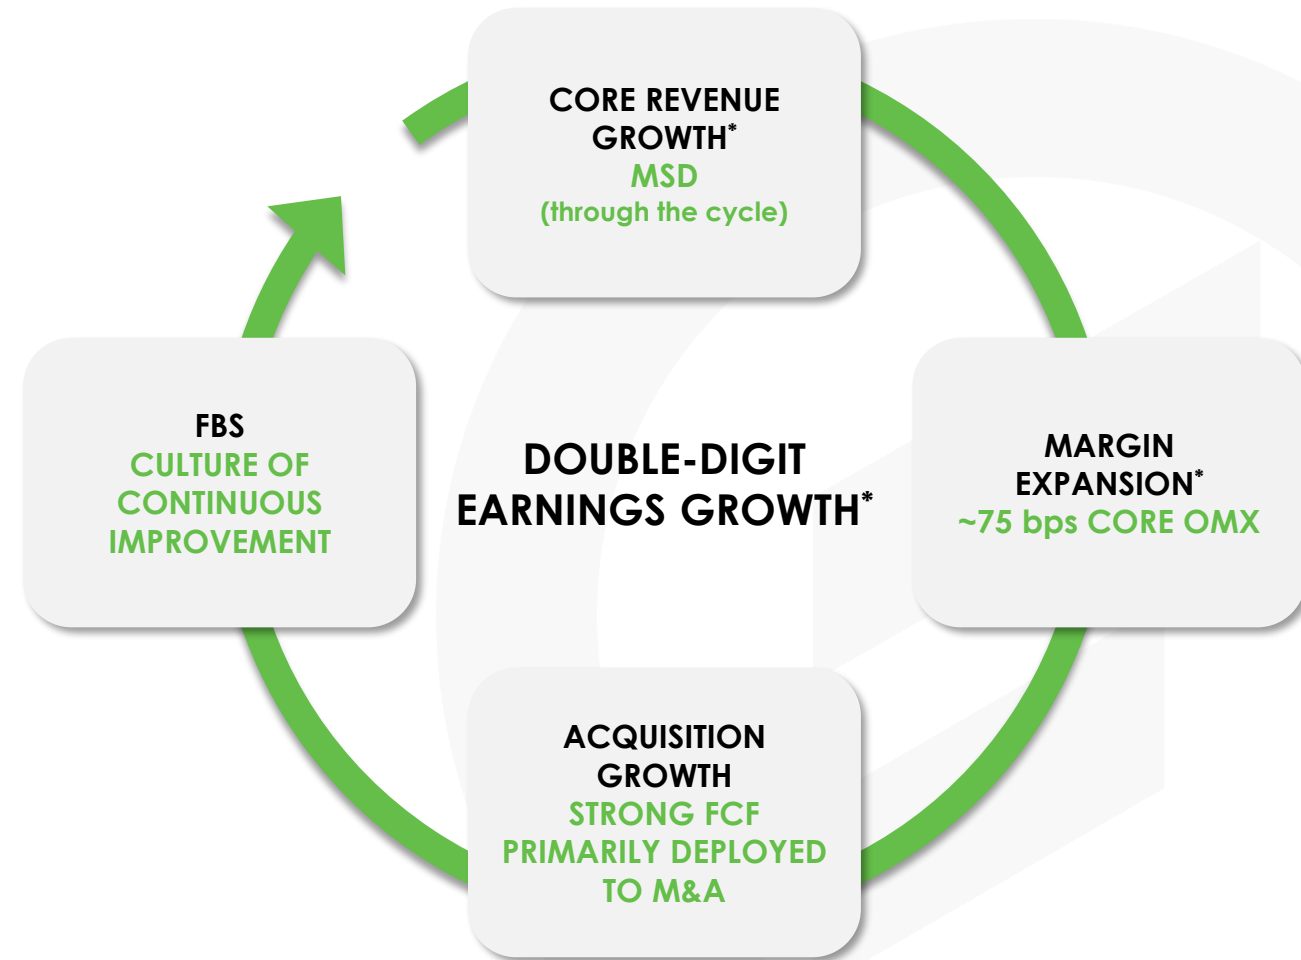 CORE REVENUE
GROWTH*
MSD
(through the cycle)
FBS
CULTURE OF
CONTINUOUS
IMPROVEMENT
DOUBLE-DIGIT
EARNINGS GROWTH*
MARGIN
EXPANSION*
~75 bps CORE OMX
ACQUISITION
GROWTH
STRONG FCF
PRIMARILY DEPLOYED
TO M&A